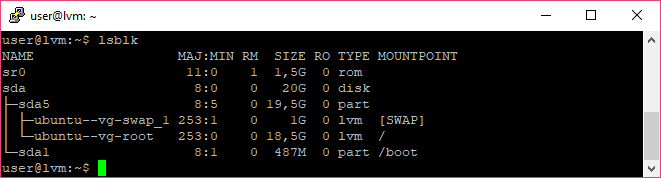 user@lvm: ~
user@lvm:~$ lsblk
NAME                  MAJ:MIN RM  SIZE RO TYPE MOUNTPOINT
sr0                    11:0    1  1,5G  0 rom
sda                     8:0    0   20G  0 disk
├─sda5                  8:5    0 19,5G  0 part
│ ├─ubuntu--vg-swap_1 253:1    0    1G  0 lvm  [SWAP]
│ └─ubuntu--vg-root   253:0    0 18,5G  0 lvm  /
└─sda1                  8:1    0  487M  0 part /boot
user@lvm:~$